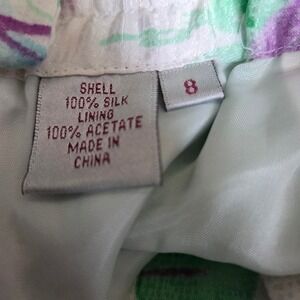 SHELL
100% SILK
LINING
100% ACETATE
MADE IN
CHINA
8